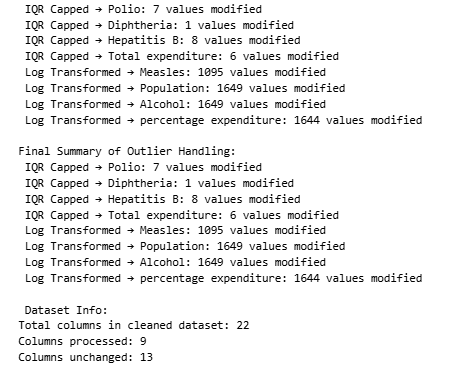 IQR Capped → Polio: 7 values modified
IQR Capped → Diphtheria: 1 values modified
IQR Capped → Hepatitis B: 8 values modified
IQR Capped → Total expenditure: 6 values modified
Log Transformed → Measles: 1095 values modified
Log Transformed → Population: 1649 values modified
Log Transformed → Alcohol: 1649 values modified
Log Transformed → percentage expenditure: 1644 values modified
Final Summary of Outlier Handling:
IQR Capped → Polio: 7 values modified
IQR Capped → Diphtheria: 1 values modified
IQR Capped → Hepatitis B: 8 values modified
IQR Capped → Total expenditure: 6 values modified
Log Transformed → Measles: 1095 values modified
Log Transformed → Population: 1649 values modified
Log Transformed → Alcohol: 1649 values modified
Log Transformed → percentage expenditure: 1644 values modified
Dataset Info:
Total columns in cleaned dataset: 22
Columns processed: 9
Columns unchanged: 13